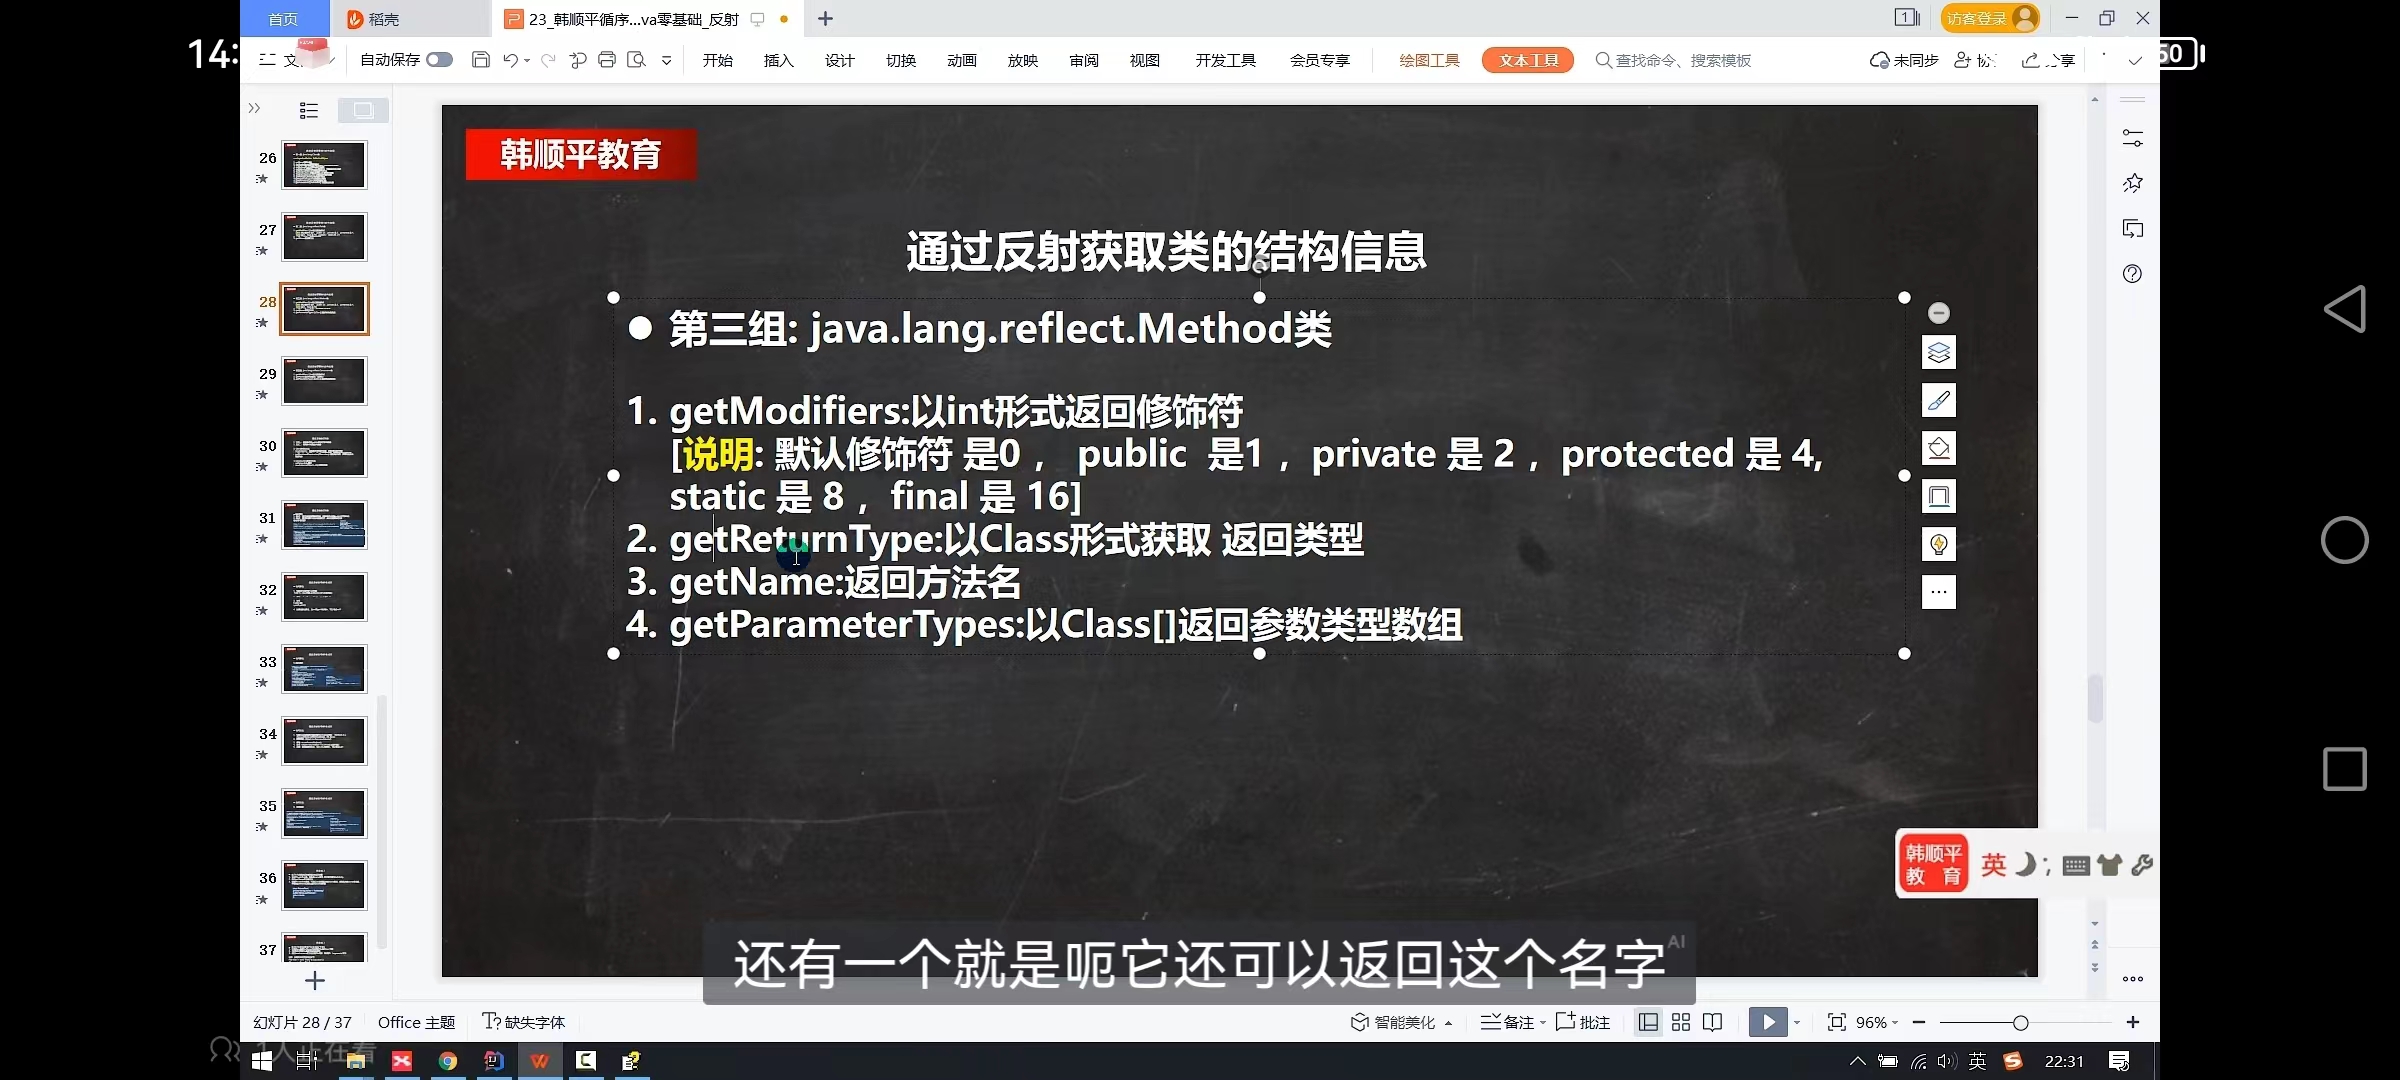 14:
首页
稻壳
23_韩顺平循序...va零基础_反射
访客登录
50
自动保存
开始
插入
设计
切换
动画
放映
审阅
视图
开发工具
会员专享
绘图工具
文本工具
查找命令、搜索模板
未同步
韩顺平教育
通过反射获取类的结构信息
第三组: java.lang.reflect.Method类
1. getModifiers:以int形式返回修饰符
[说明: 默认修饰符 是0 ， public 是1 ，private 是 2 ，protected 是 4,
static 是 8 ， final 是 16]
2. getReturnType:以Class形式获取 返回类型
3. getName:返回方法名
4. getParameterTypes:以Class[]返回参数类型数组
26
27
28
29
30
31
32
33
34
35
36
37
韩顺平
教 育
英
还有一个就是呃它还可以返回这个名字
AI
幻灯片 28 / 37
Office 主题
缺失字体
智能美化
备注
批注
96%
1人正在看
英
22:31